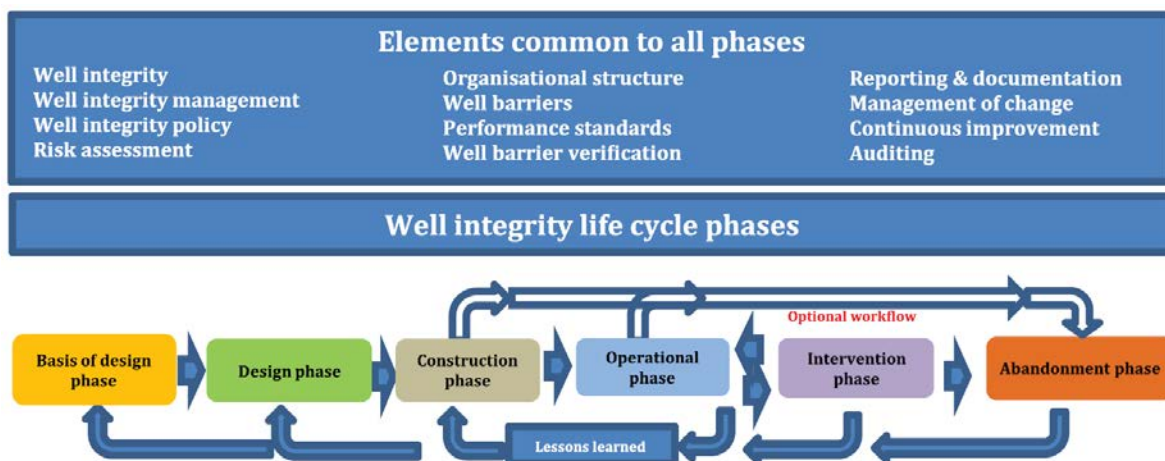 Elements common to all phases
Well integrity
Well integrity management
Well integrity policy
Risk assessment
Organisational structure
Well barriers
Performance standards
Well barrier verification
Reporting & documentation
Management of change
Continuous improvement
Auditing
Well integrity life cycle phases
Optional workflow
Basis of design
phase
Design phase
Construction
phase
Operational
phase
Intervention
phase
Abandonment phase
Lessons learned